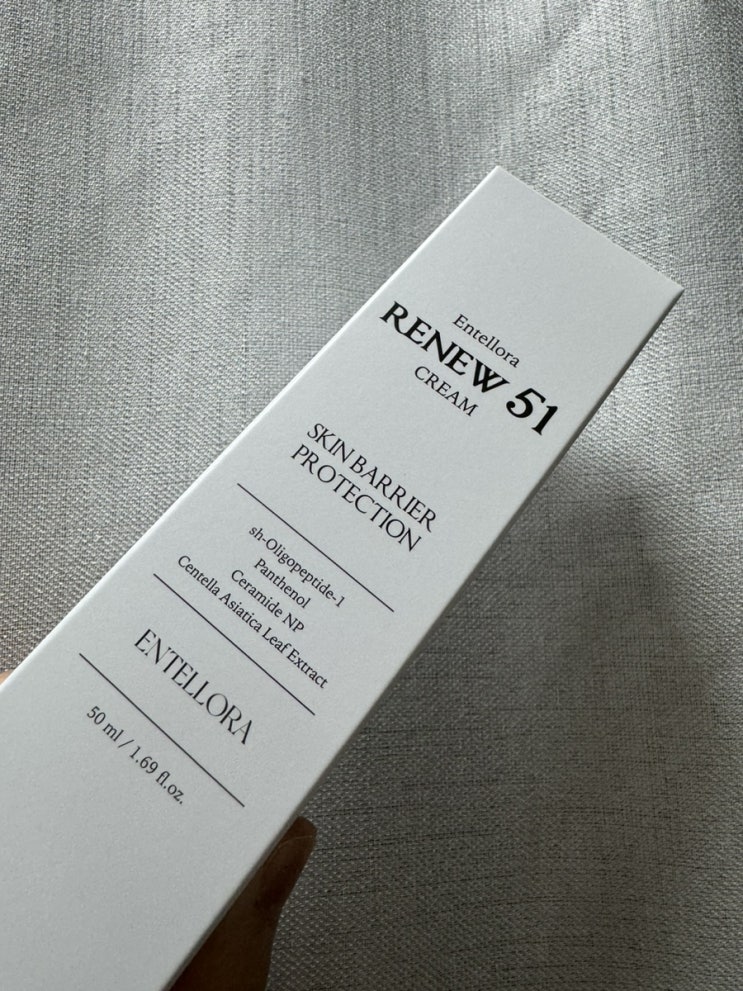 Entellora
RENEW 51
CREAM
SKIN BARRIER
PROTECTION
sh-Oligopeptide-1
Panthenol
Ceramide NP
Centella Asiatica Leaf Extract
ENTELLORA
50 ml / 1.69 fl.oz.